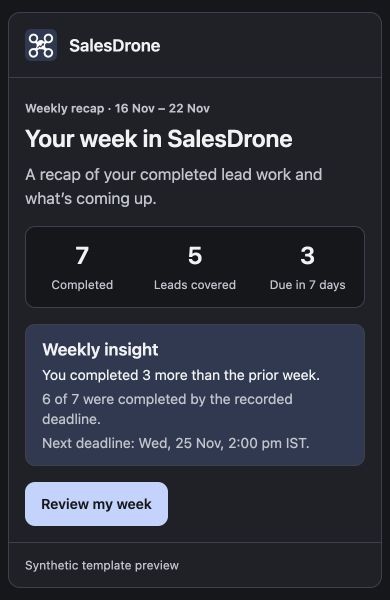 SalesDrone
Weekly recap · 16 Nov – 22 Nov
Your week in SalesDrone
A recap of your completed lead work and
what’s coming up.
7 5 3
Completed Leads covered Due in 7 days
Weekly insight
You completed 3 more than the prior week.
6 of 7 were completed by the recorded
deadline.
Next deadline: Wed, 25 Nov, 2:00 pm IST.
Review my week
Synthetic template preview